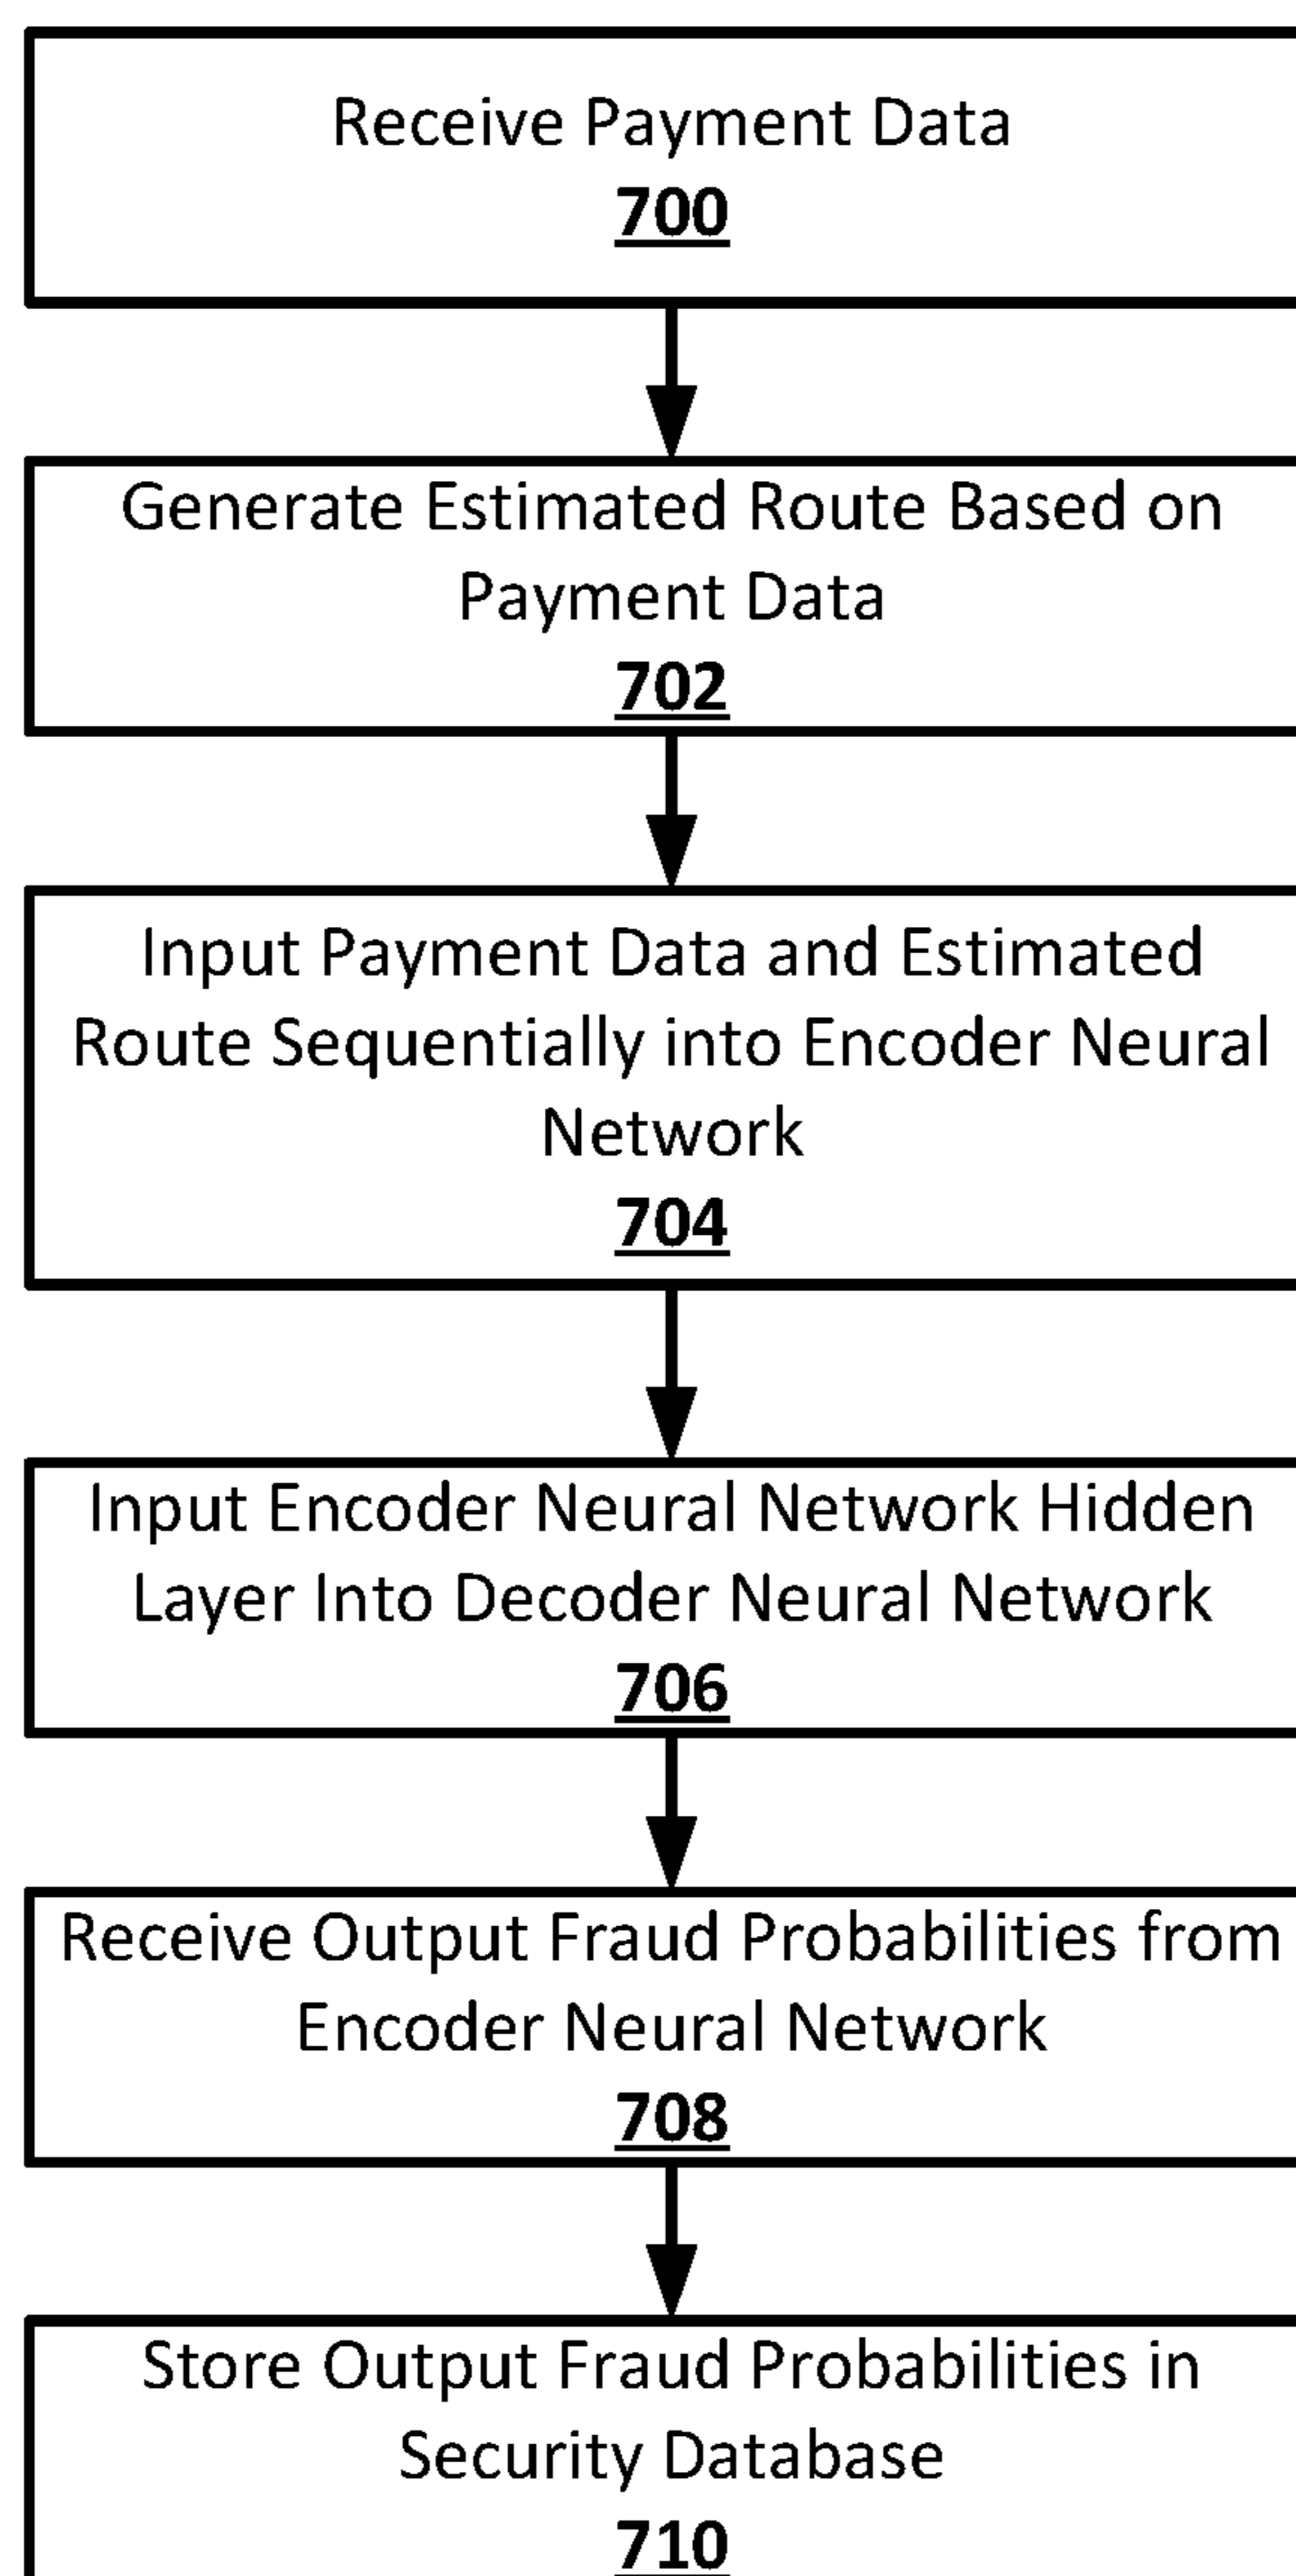 Receive Payment Data
700
Generate Estimated Route Based on
Payment Data
702
Input Payment Data and Estimated
Route Sequentially into Encoder Neural
Network
704
Input Encoder Neural Network Hidden
Layer Into Decoder Neural Network
706
Receive Output Fraud Probabilities from
Encoder Neural Network
708
Store Output Fraud Probabilities in
Security Database
710